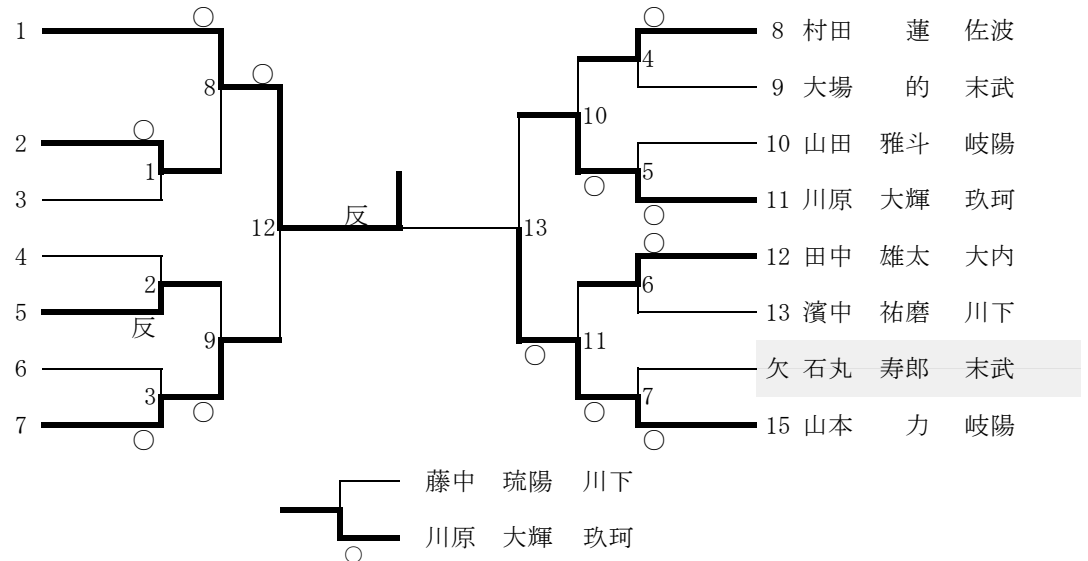 1
2
3
4
5
6
7
8
1
12
2
9
3
反
反
13
10
4
5
11
6
7
8 村田 蓮 佐波
9 大場 的 末武
10 山田 雅斗 岐陽
11 川原 大輝 玖珂
12 田中 雄太 大内
13 濱中 祐磨 川下
欠 石丸 寿郎 末武
15 山本 力 岐陽
藤中 琉陽 川下
川原 大輝 玖珂